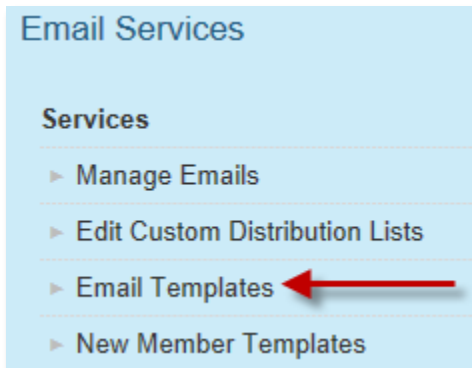 Email Services
Services
Manage Emails
Edit Custom Distribution Lists
Email Templates
New Member Templates